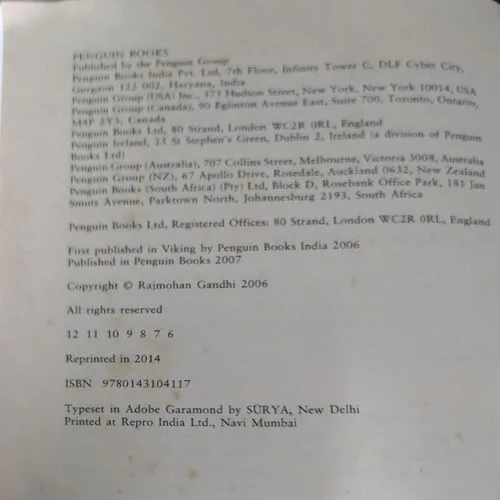 PENGUIN BOOKS
Published by the Penguin Group
Penguin Books India Pvt. Ltd, 7th Floor, Infinity Tower C, DLF Cyber City,
Gurgaon 122 002, Haryana, India
Penguin Group (USA) Inc., 375 Hudson Street, New York, New York 10014, USA
Penguin Group (Canada), 90 Eglinton Avenue East, Suite 700, Toronto, Ontario,
M4P 2Y3, Canada
Penguin Books Ltd, 80 Strand, London WC2R 0RL, England
Penguin Ireland, 25 St Stephen's Green, Dublin 2, Ireland (a division of Penguin
Books Ltd)
Penguin Group (Australia), 707 Collins Street, Melbourne, Victoria 3008, Australia
Penguin Group (NZ), 67 Apollo Drive, Rosedale, Auckland 0632, New Zealand
Penguin Books (South Africa) (Pty) Ltd, Block D, Rosebank Office Park, 181 Jan
Smuts Avenue, Parktown North, Johannesburg 2193, South Africa
Penguin Books Ltd, Registered Offices: 80 Strand, London WC2R 0RL, England
First published in Viking by Penguin Books India 2006
Published in Penguin Books 2007
Copyright © Rajmohan Gandhi 2006
All rights reserved
12 11 10 9 8 7 6
Reprinted in 2014
ISBN 9780143104117
Typeset in Adobe Garamond by SŪRYA, New Delhi
Printed at Repro India Ltd., Navi Mumbai